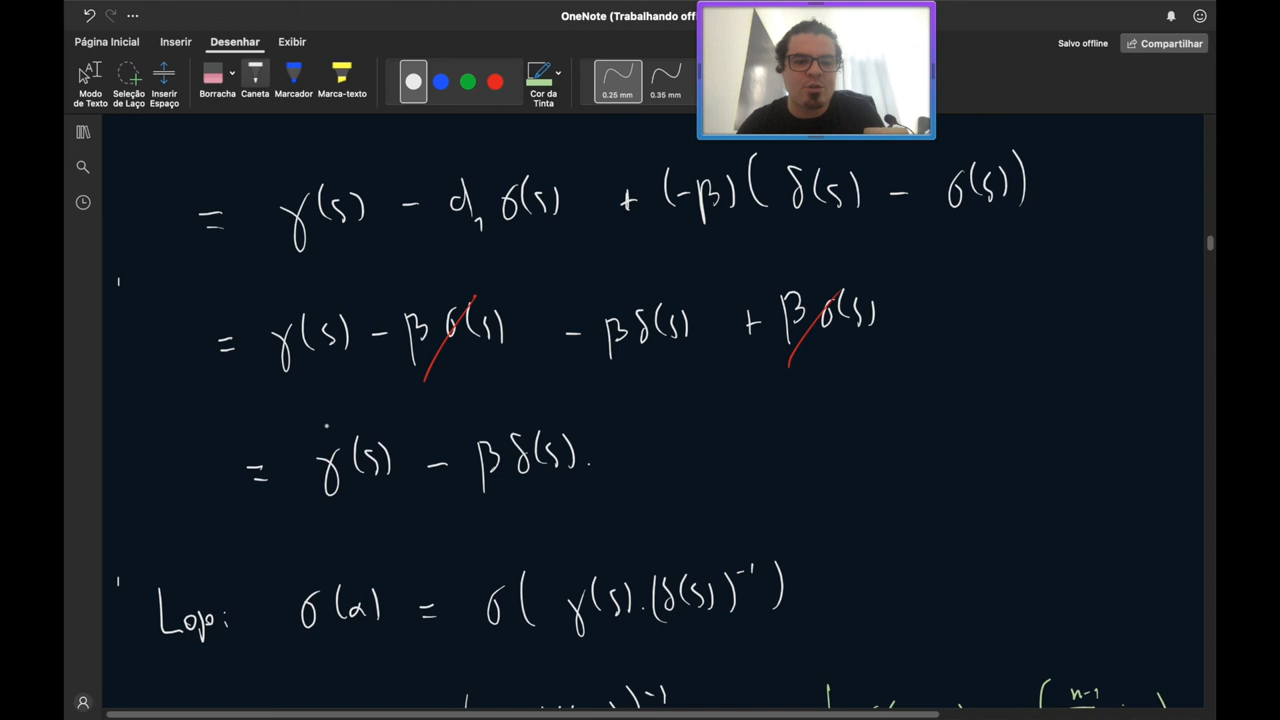 OneNote (Trabalhando off
Página Inicial Inserir Desenhar Exibir
Salvo offline Compartilhar
Modo de Texto Seleção de Laço Inserir Espaço Borracha Caneta Marcador Marca-texto Cor da Tinta 0.25 mm 0.35 mm
= γ(s) - d₁ σ(s) + (-β)( δ(s) - σ(s))
= γ(s) - β σ(s) - β δ(s) + β σ(s)
= γ(s) - β δ(s).
Logo: σ(α) = σ( γ(s).(δ(s))⁻¹ )